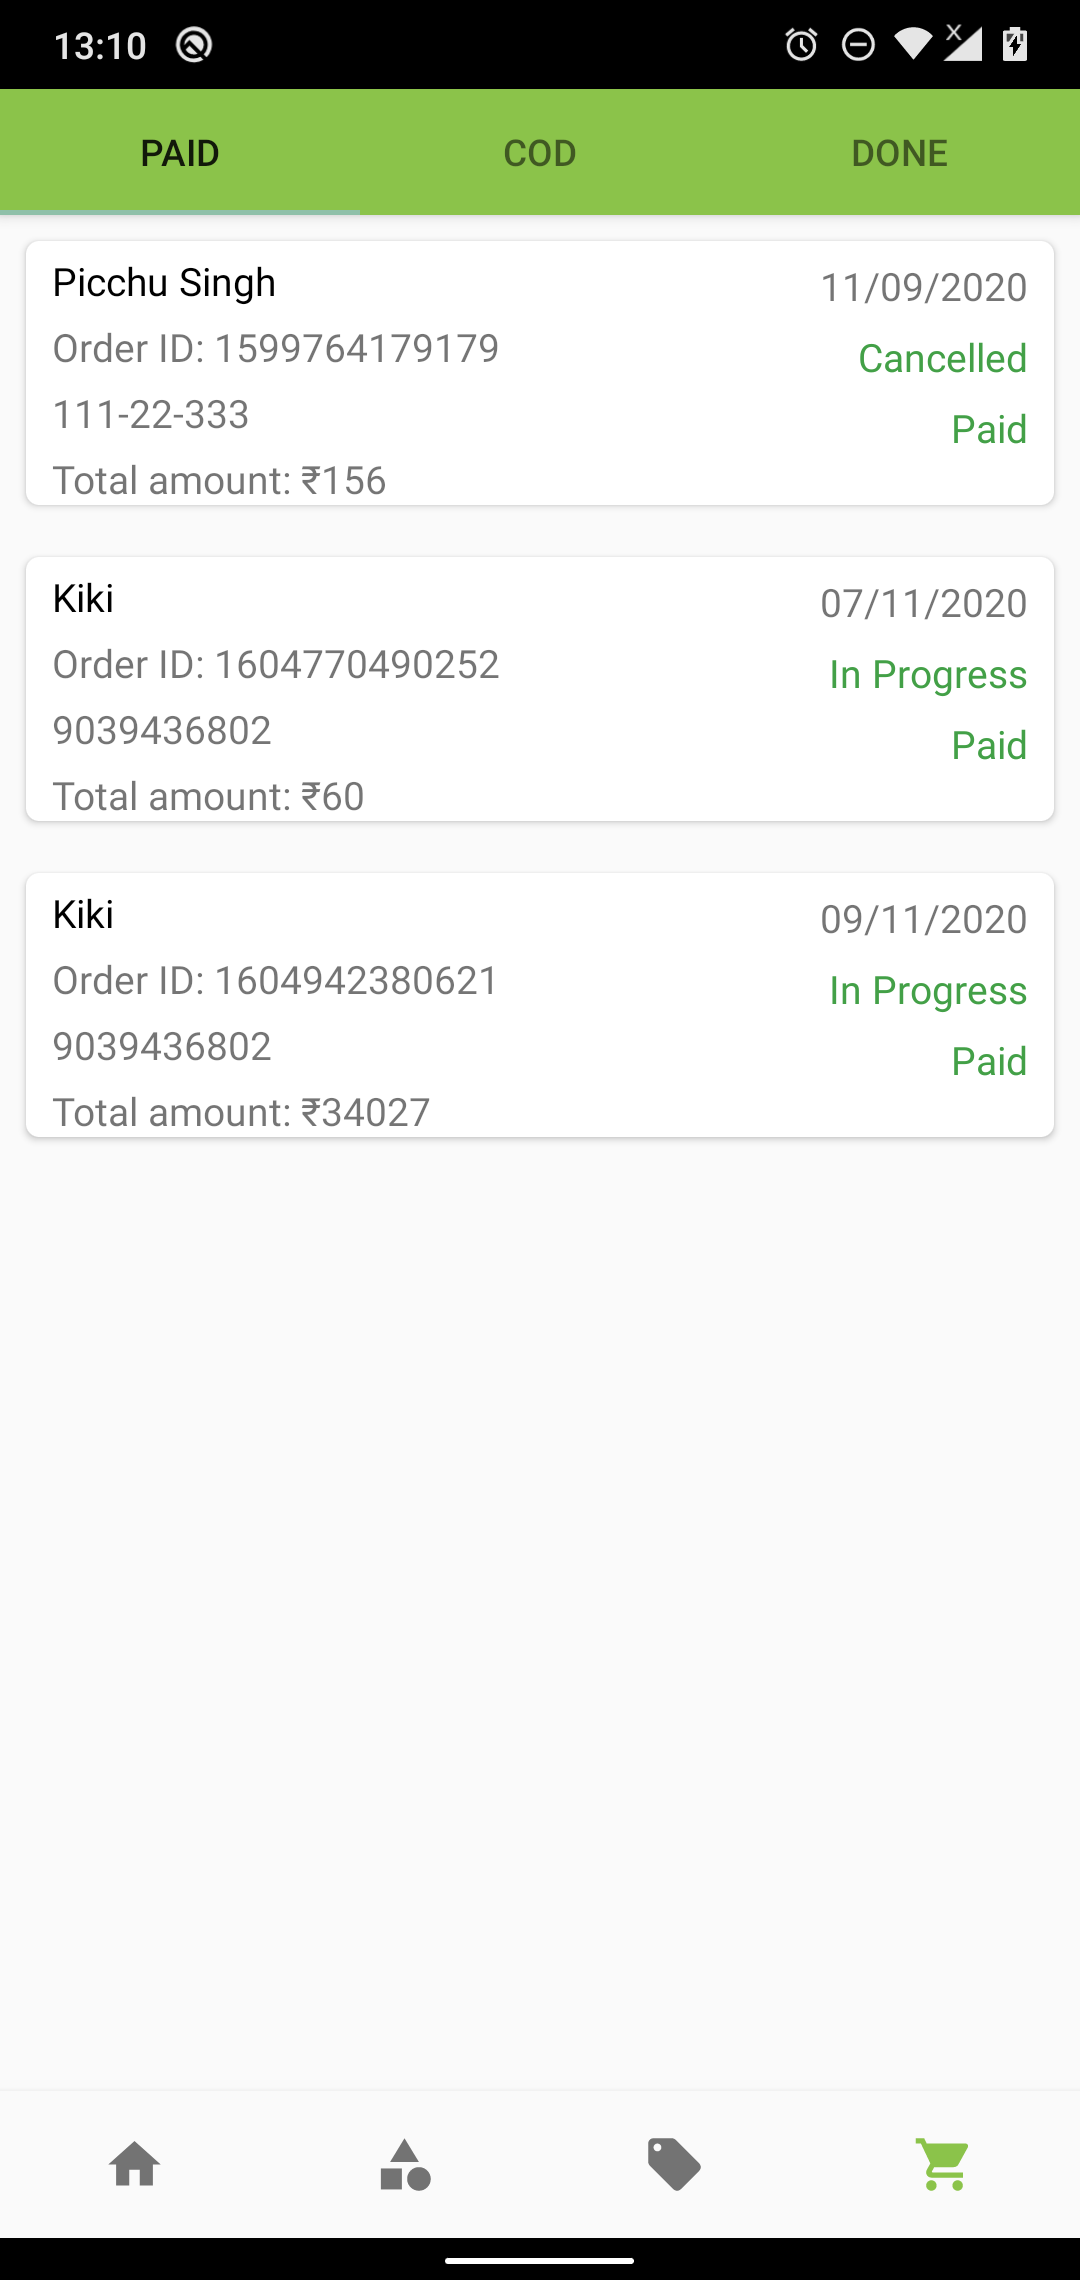 13:10
PAID COD DONE
Picchu Singh
11/09/2020
Order ID: 1599764179179
Cancelled
111-22-333
Paid
Total amount: ₹156
Kiki
07/11/2020
Order ID: 1604770490252
In Progress
9039436802
Paid
Total amount: ₹60
Kiki
09/11/2020
Order ID: 1604942380621
In Progress
9039436802
Paid
Total amount: ₹34027